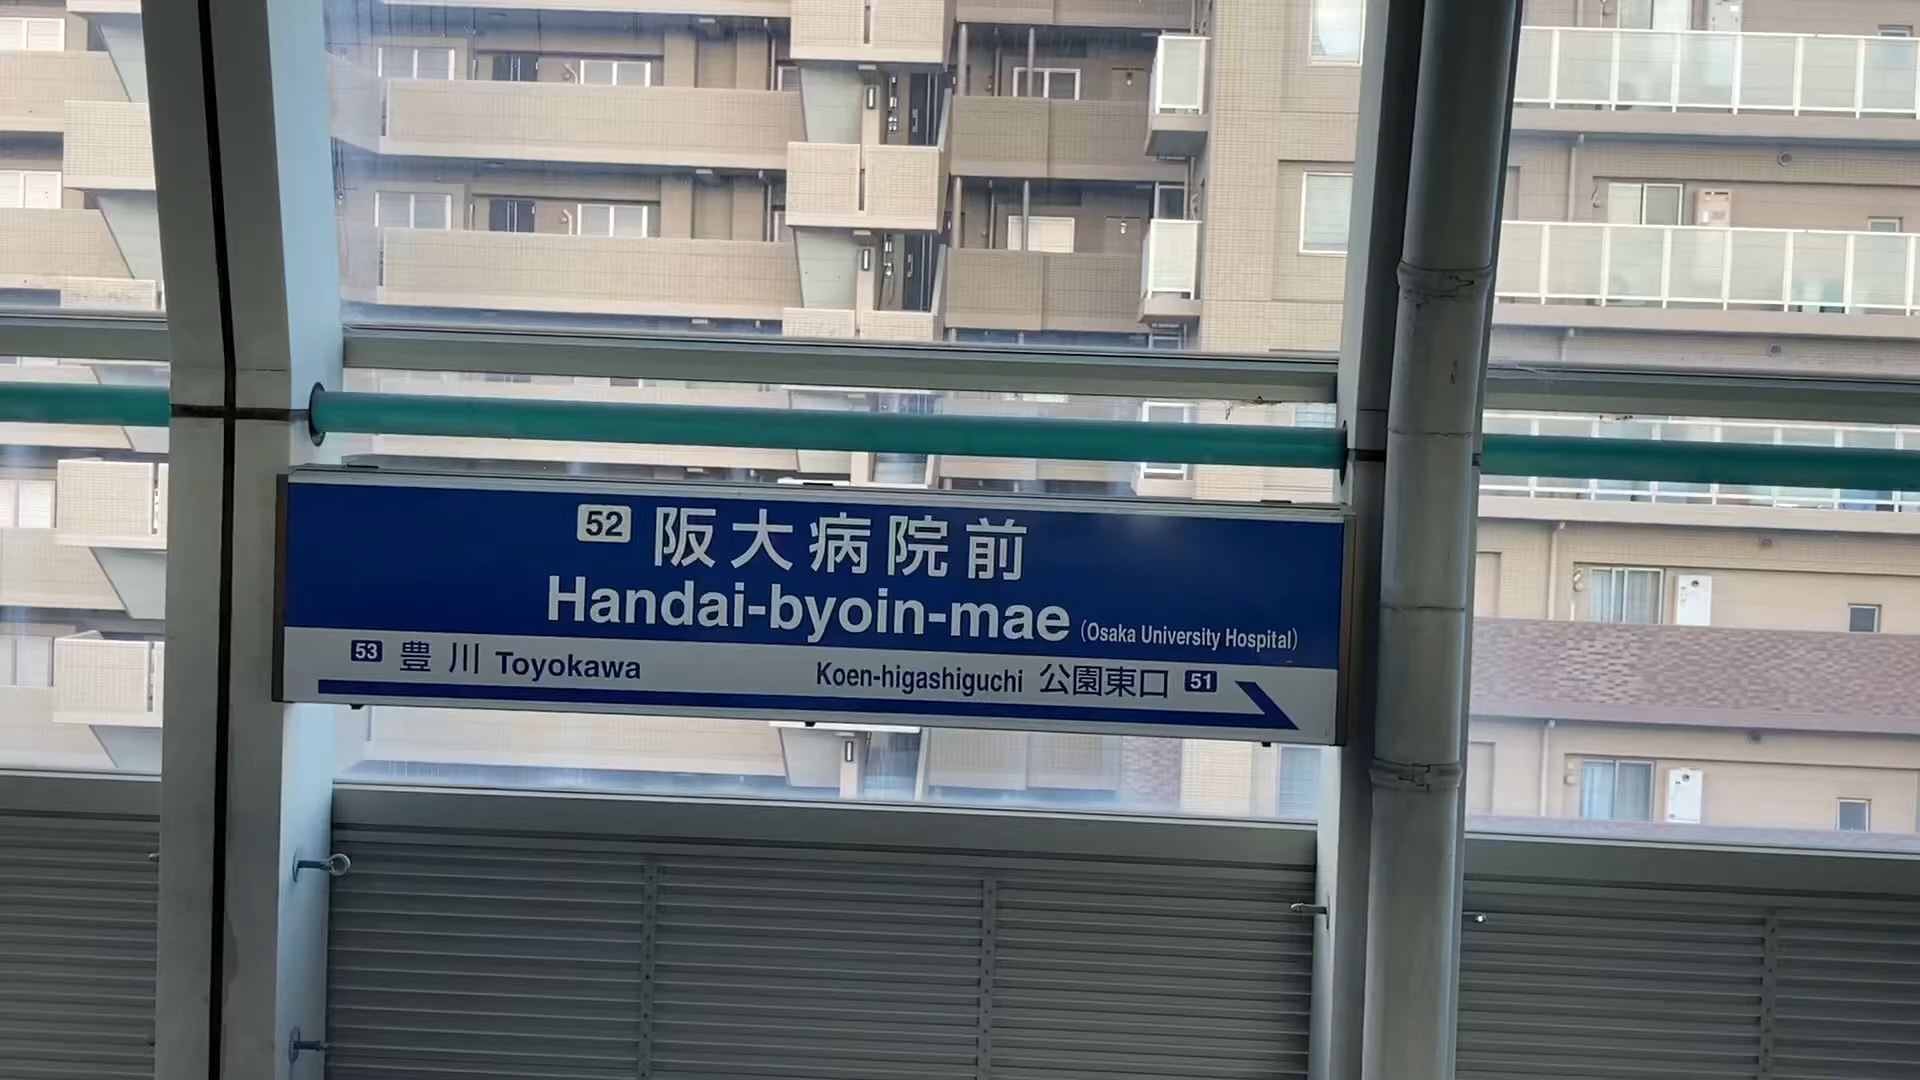 52 阪大病院前
Handai-byoin-mae (Osaka University Hospital)
53 豊川 Toyokawa
Koen-higashiguchi 公園東口 51